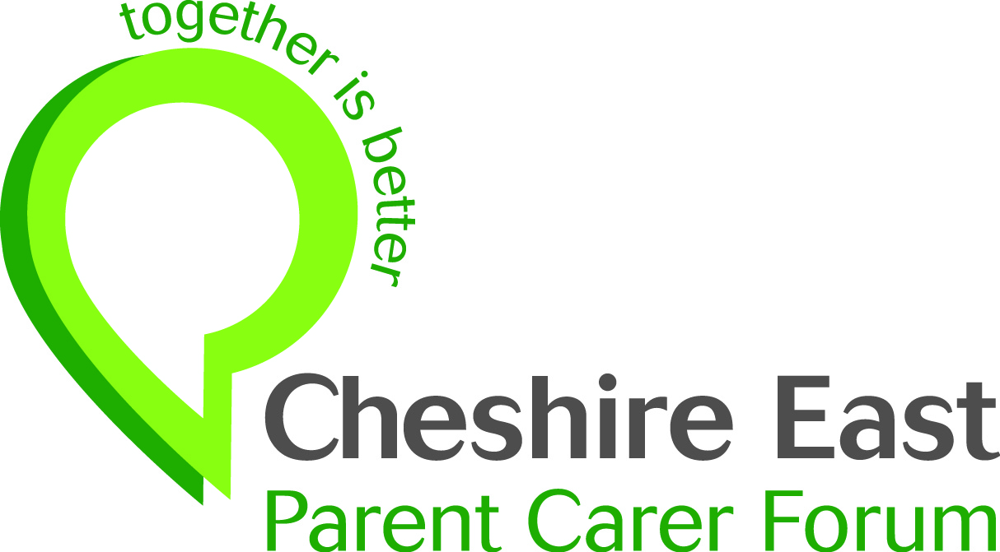 together is better
Cheshire East
Parent Carer Forum